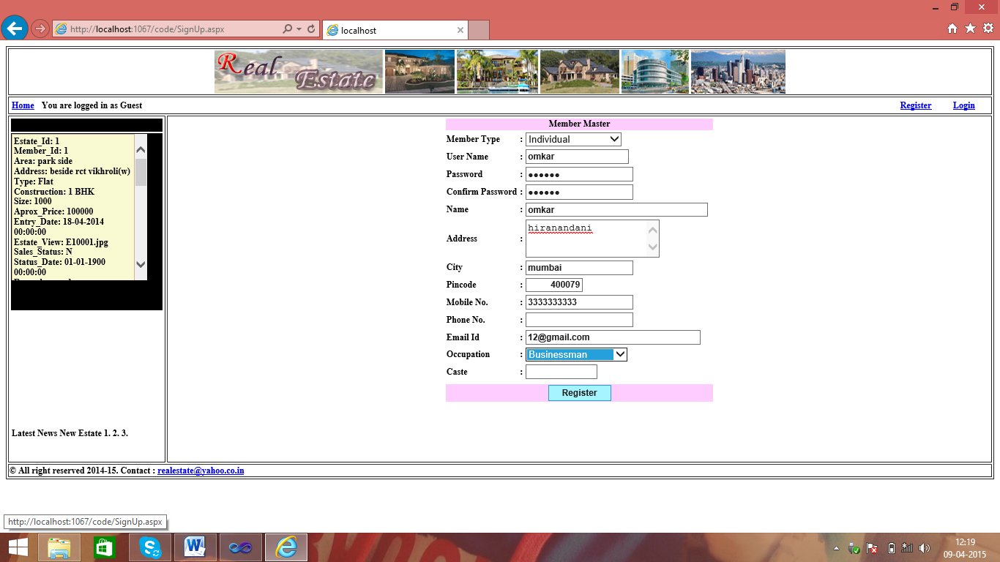 http://localhost:1067/code/SignUp.aspx
localhost
Real Estate
Home You are logged in as Guest Register Login
Estate_Id: 1
Member_Id: 1
Area: park side
Address: beside rct vikhroli(w)
Type: Flat
Construction: 1 BHK
Size: 1000
Aprox_Price: 100000
Entry_Date: 18-04-2014
00:00:00
Estate_View: E10001.jpg
Sales_Status: N
Status_Date: 01-01-1900
00:00:00
Latest News New Estate 1. 2. 3.
Member Master
Member Type : Individual
User Name : omkar
Password : ●●●●●●
Confirm Password : ●●●●●●
Name : omkar
Address : hiranandani
City : mumbai
Pincode : 400079
Mobile No. : 3333333333
Phone No. :
Email Id : 12@gmail.com
Occupation : Businessman
Caste :
Register
© All right reserved 2014-15. Contact : realestate@yahoo.co.in
http://localhost:1067/code/SignUp.aspx
12:19
09-04-2015